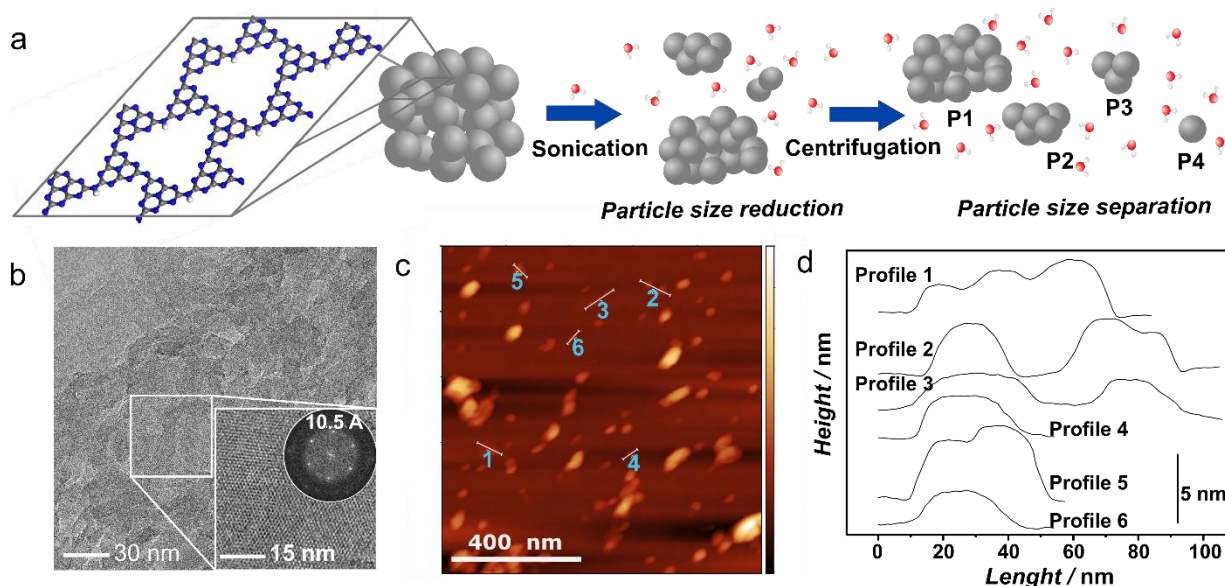 a
Sonication
Centrifugation
P1
P2
P3
P4
Particle size reduction
Particle size separation
b
10.5 A
30 nm
15 nm
c
5
3
2
6
1
4
400 nm
d
Profile 1
Profile 2
Profile 3
Profile 4
Profile 5
Profile 6
5 nm
Height / nm
0 20 40 60 80 100
Lenght / nm